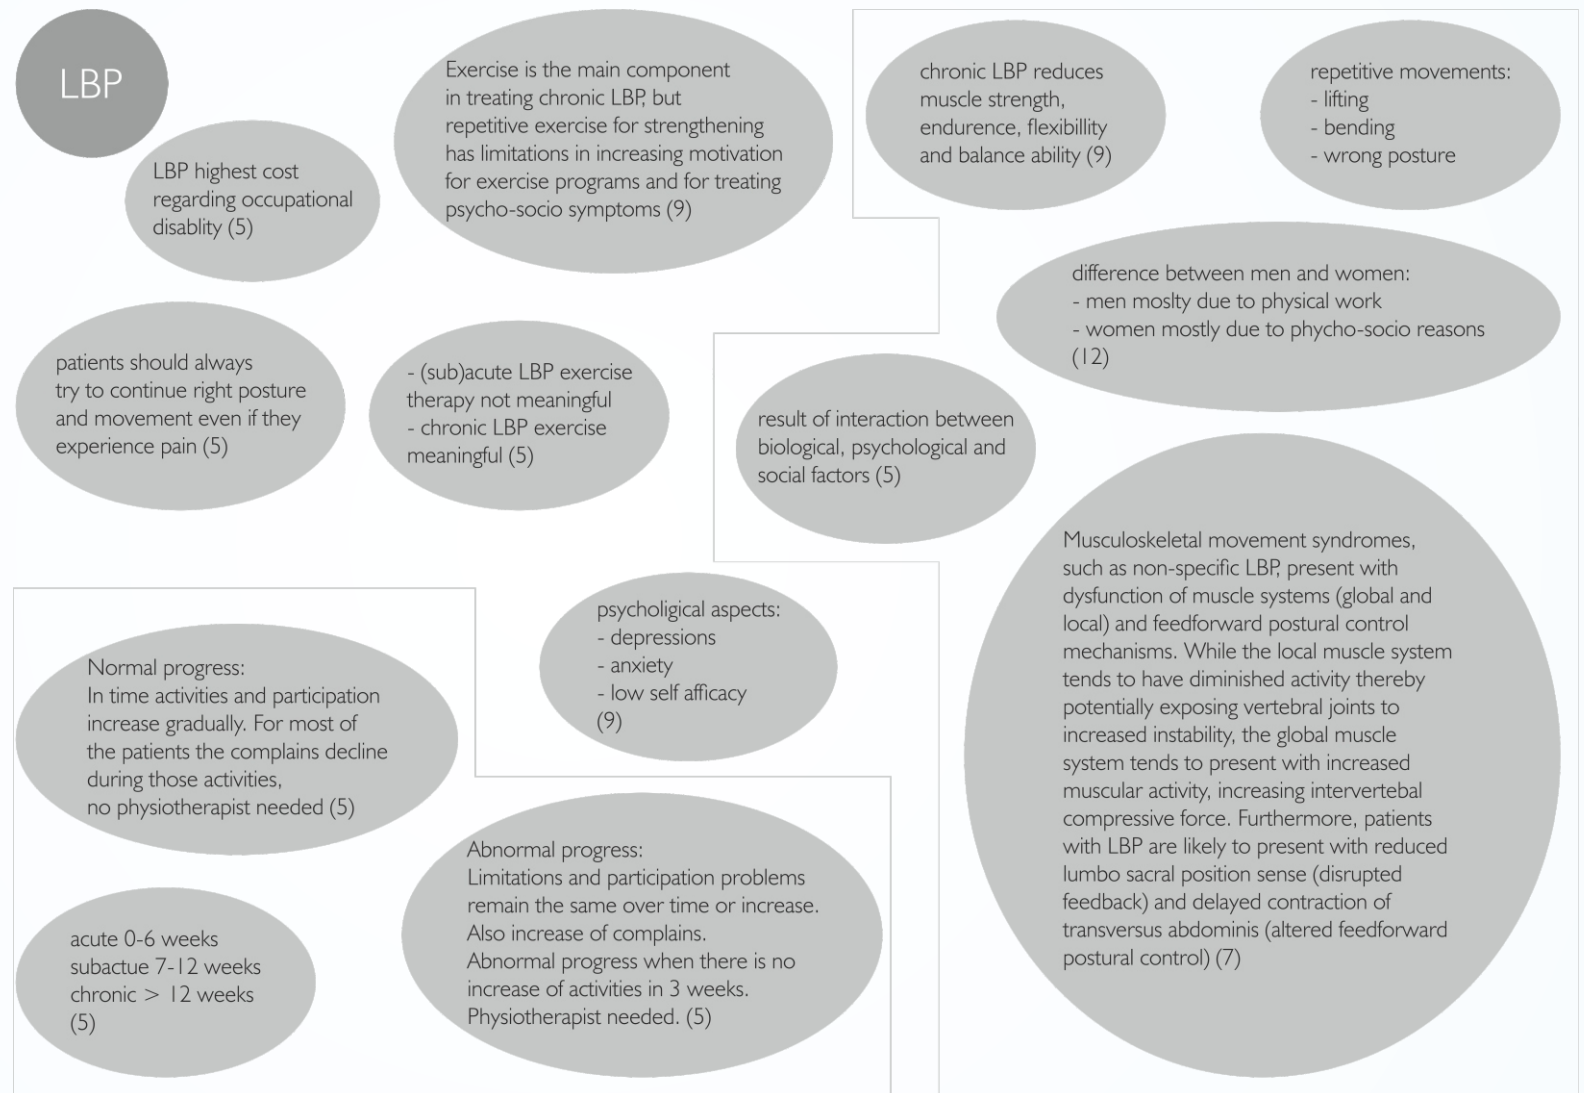 LBP
LBP highest cost
regarding occupational
disablity (5)
Exercise is the main component
in treating chronic LBP, but
repetitive exercise for strengthening
has limitations in increasing motivation
for exercise programs and for treating
psycho-socio symptoms (9)
chronic LBP reduces
muscle strength,
endurence, flexibillity
and balance ability (9)
repetitive movements:
- lifting
- bending
- wrong posture
difference between men and women:
- men moslty due to physical work
- women mostly due to phycho-socio reasons
(12)
patients should always
try to continue right posture
and movement even if they
experience pain (5)
- (sub)acute LBP exercise
therapy not meaningful
- chronic LBP exercise
meaningful (5)
result of interaction between
biological, psychological and
social factors (5)
Musculoskeletal movement syndromes,
such as non-specific LBP, present with
dysfunction of muscle systems (global and
local) and feedforward postural control
mechanisms. While the local muscle system
tends to have diminished activity thereby
potentially exposing vertebral joints to
increased instability, the global muscle
system tends to present with increased
muscular activity, increasing intervertebal
compressive force. Furthermore, patients
with LBP are likely to present with reduced
lumbo sacral position sense (disrupted
feedback) and delayed contraction of
transversus abdominis (altered feedforward
postural control) (7)
psycholigical aspects:
- depressions
- anxiety
- low self afficacy
(9)
Normal progress:
In time activities and participation
increase gradually. For most of
the patients the complains decline
during those activities,
no physiotherapist needed (5)
Abnormal progress:
Limitations and participation problems
remain the same over time or increase.
Also increase of complains.
Abnormal progress when there is no
increase of activities in 3 weeks.
Physiotherapist needed. (5)
acute 0-6 weeks
subactue 7-12 weeks
chronic > 12 weeks
(5)